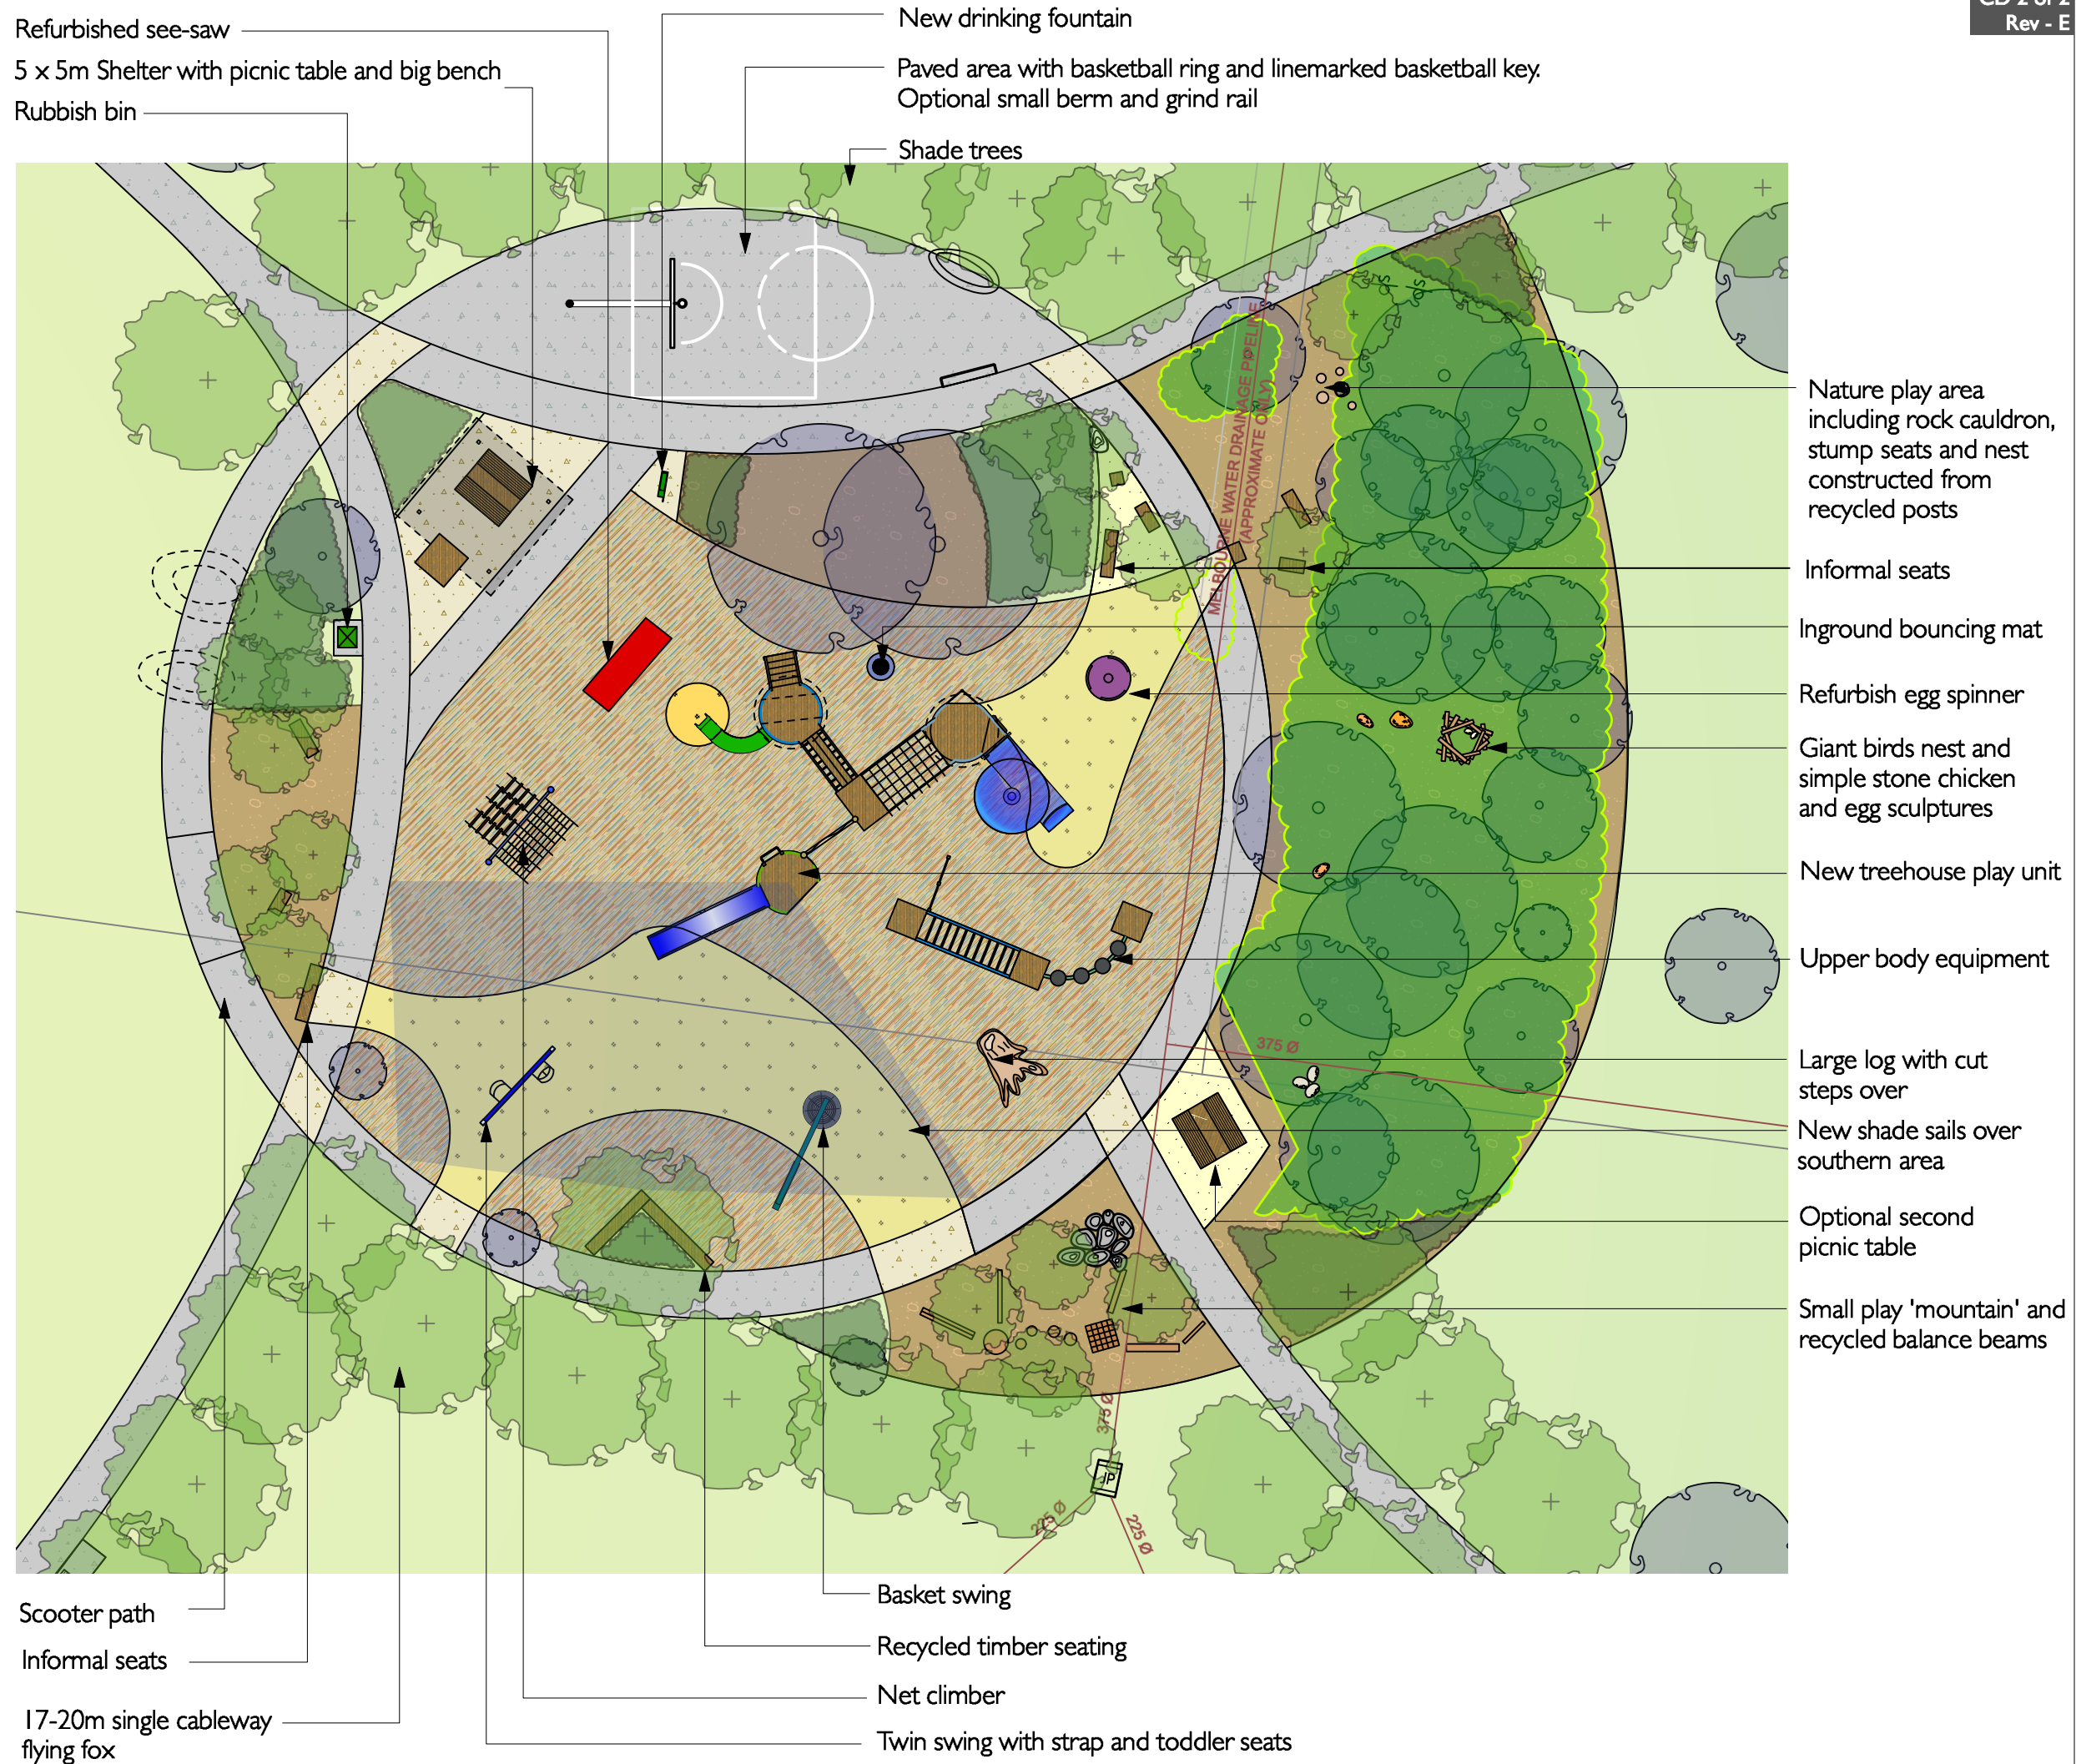 CD 2 of 2
Rev - E
Refurbished see-saw
5 x 5m Shelter with picnic table and big bench
Rubbish bin
New drinking fountain
Paved area with basketball ring and linemarked basketball key.
Optional small berm and grind rail
Shade trees
MELBOURNE WATER DRAINAGE PIPELINE
(APPROXIMATE ONLY)
Nature play area
including rock cauldron,
stump seats and nest
constructed from
recycled posts
Informal seats
Inground bouncing mat
Refurbish egg spinner
Giant birds nest and
simple stone chicken
and egg sculptures
New treehouse play unit
Upper body equipment
375 Ø
Large log with cut
steps over
New shade sails over
southern area
Optional second
picnic table
Small play 'mountain' and
recycled balance beams
375 Ø
JP
225 Ø
225 Ø
Scooter path
Informal seats
17-20m single cableway
flying fox
Basket swing
Recycled timber seating
Net climber
Twin swing with strap and toddler seats